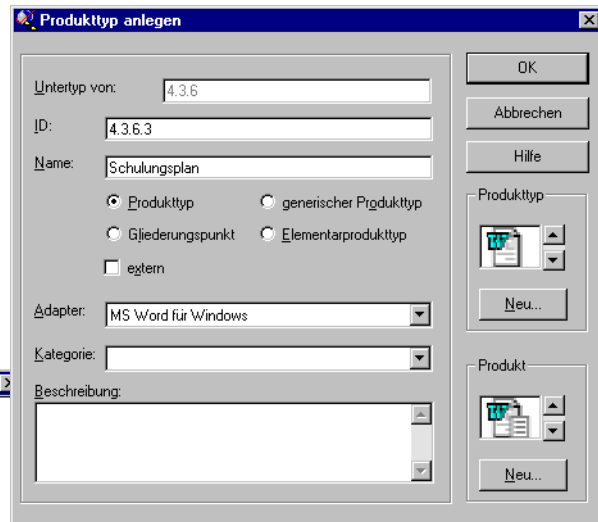 Produkttyp anlegen
Untertyp von: 4.3.6
ID: 4.3.6.3
Name: Schulungsplan
Produkttyp generischer Produkttyp
Gliederungspunkt Elementarprodukttyp
extern
Adapter: MS Word für Windows
Kategorie:
Beschreibung:
OK
Abbrechen
Hilfe
Produkttyp
Neu...
Produkt
Neu...